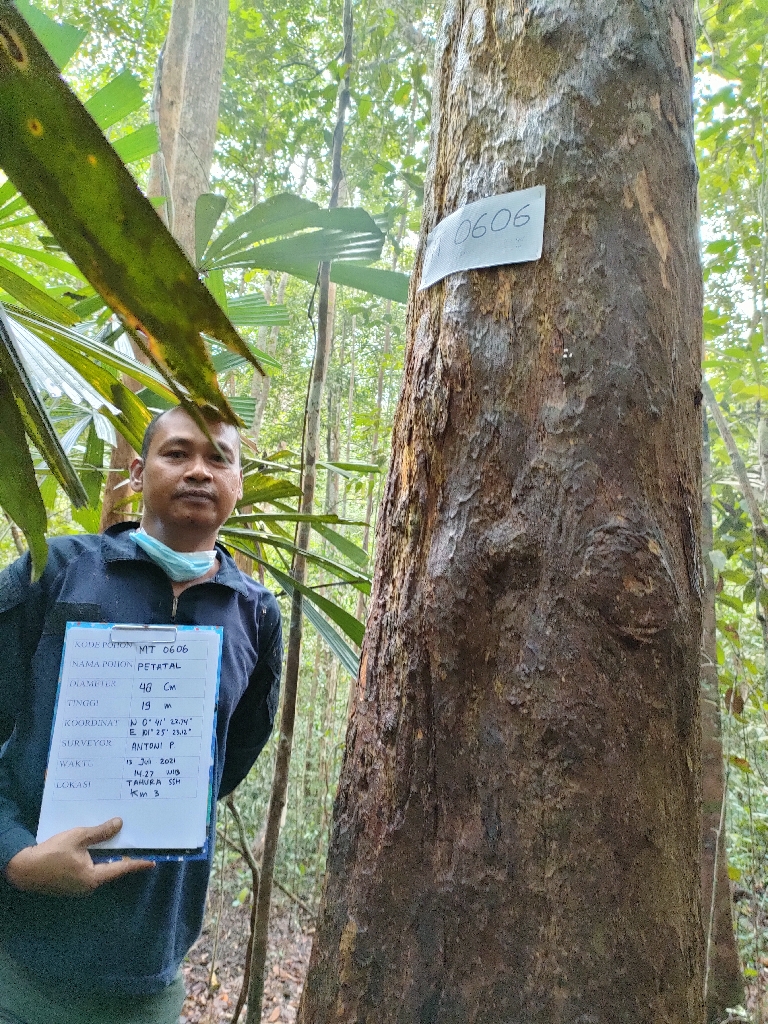 0606
KODE POHON MT 0606
NAMA POHON PETATAL
DIAMETER 48 Cm
TINGGI 19 m
KOORDINAT N 0° 41' 23.74"
E 101° 25' 23.12"
SURVEYOR ANTONI P
WAKTU 13 Juli 2021
14.27 WIB
LOKASI TAHURA SSH
Km 3